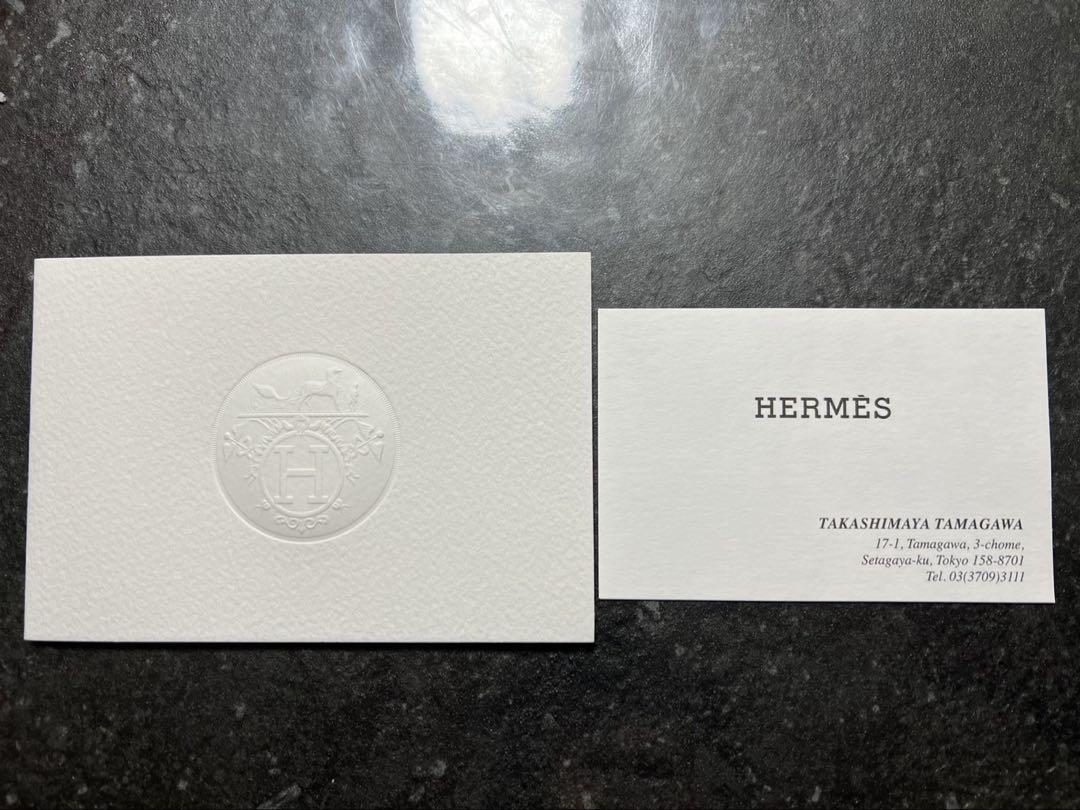 H
HERMÈS
TAKASHIMAYA TAMAGAWA
17-1, Tamagawa, 3-chome,
Setagaya-ku, Tokyo 158-8701
Tel. 03(3709)3111